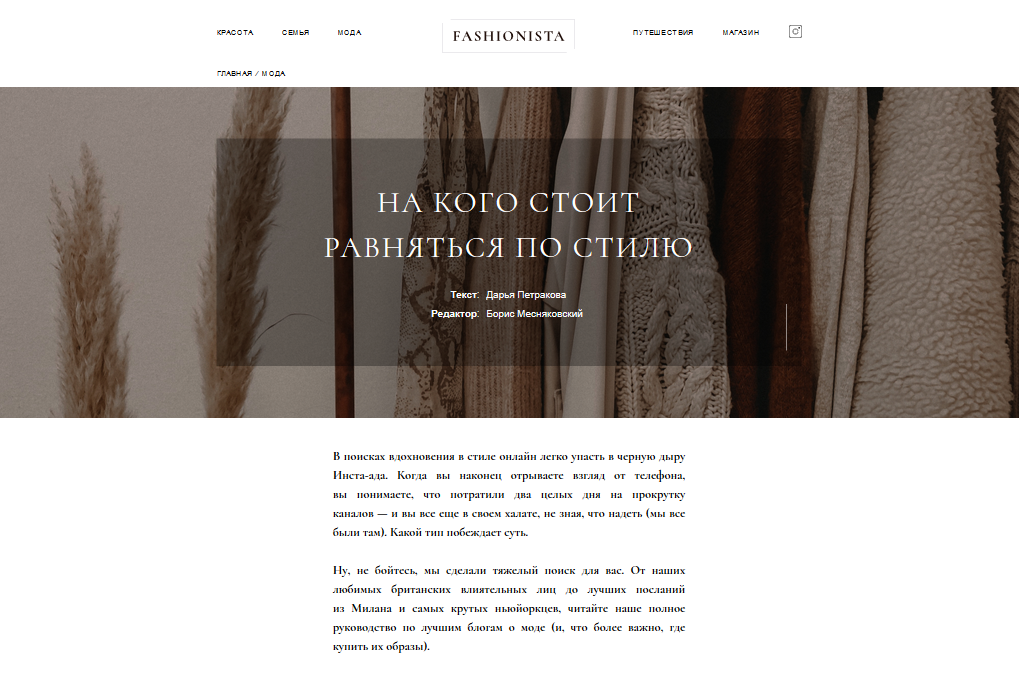 КРАСОТА СЕМЬЯ МОДА FASHIONISTA ПУТЕШЕСТВИЯ МАГАЗИН
ГЛАВНАЯ / МОДА
НА КОГО СТОИТ
РАВНЯТЬСЯ ПО СТИЛЮ
Текст: Дарья Петракова
Редактор: Борис Месняковский
В поисках вдохновения в стиле онлайн легко упасть в черную дыру
Инста-ада. Когда вы наконец отрываете взгляд от телефона,
вы понимаете, что потратили два целых дня на прокрутку
каналов — и вы все еще в своем халате, не зная, что надеть (мы все
были там). Какой тип побеждает суть.
Ну, не бойтесь, мы сделали тяжелый поиск для вас. От наших
любимых британских влиятельных лиц до лучших посланий
из Милана и самых крутых ньюйоркцев, читайте наше полное
руководство по лучшим блогам о моде (и, что более важно, где
купить их образы).